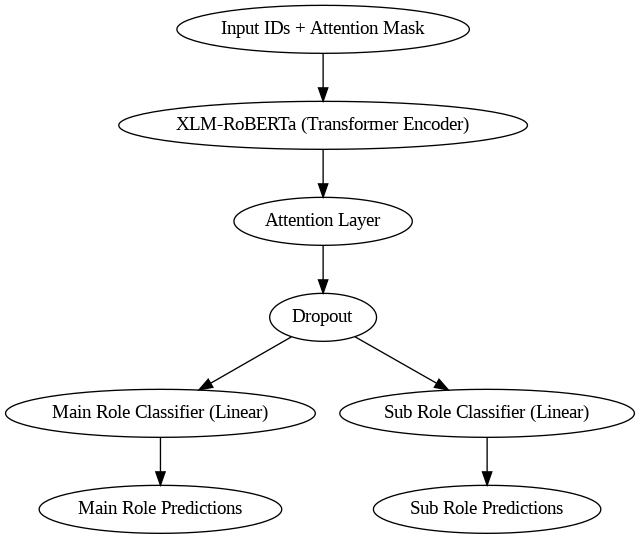 Input IDs + Attention Mask
XLM-RoBERTa (Transformer Encoder)
Attention Layer
Dropout
Main Role Classifier (Linear)
Sub Role Classifier (Linear)
Main Role Predictions
Sub Role Predictions